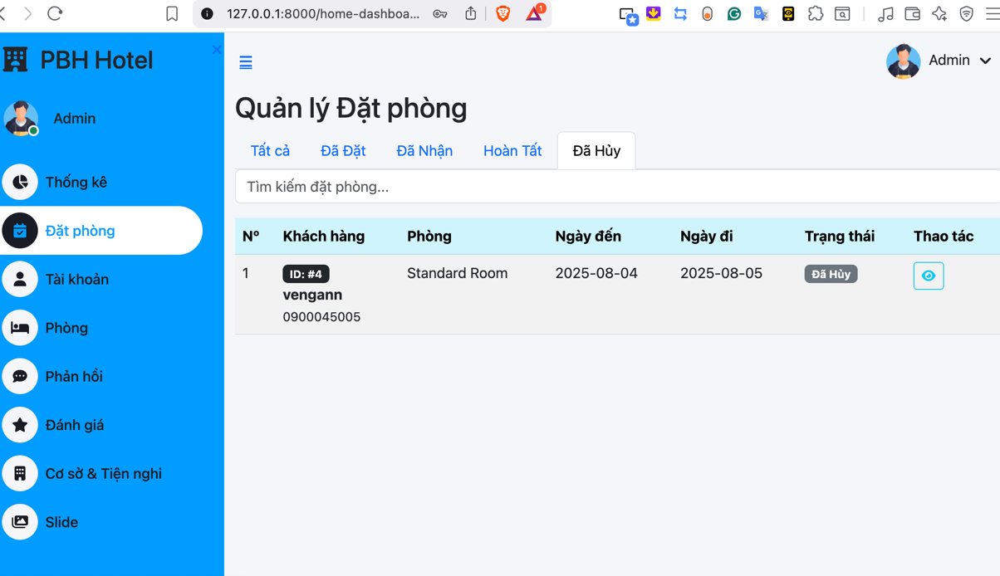 127.0.0.1:8000/home-dashboa...
1
PBH Hotel
Admin
Thống kê
Đặt phòng
Tài khoản
Phòng
Phản hồi
Đánh giá
Cơ sở & Tiện nghi
Slide
Admin
Quản lý Đặt phòng
Tất cả Đã Đặt Đã Nhận Hoàn Tất Đã Hủy
Tìm kiếm đặt phòng...
Nº Khách hàng Phòng Ngày đến Ngày đi Trạng thái Thao tác
1 ID: #4 Standard Room 2025-08-04 2025-08-05 Đã Hủy
vengann
0900045005